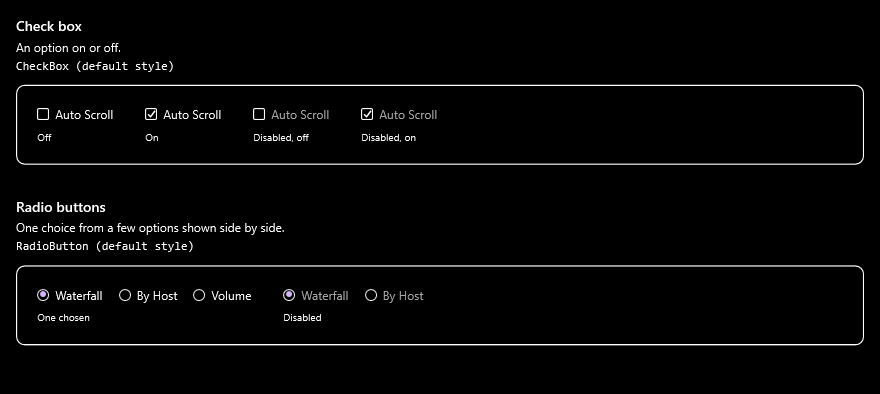 Check box
An option on or off.
CheckBox (default style)
Auto Scroll Auto Scroll Auto Scroll Auto Scroll
Off On Disabled, off Disabled, on
Radio buttons
One choice from a few options shown side by side.
RadioButton (default style)
Waterfall By Host Volume Waterfall By Host
One chosen Disabled